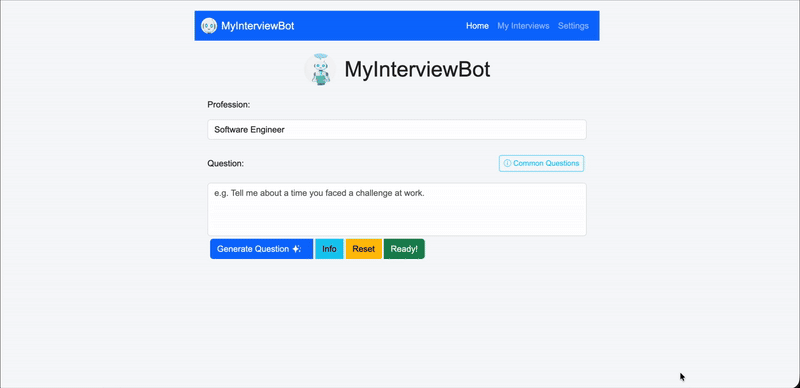 MyInterviewBot Home My Interviews Settings
MyInterviewBot
Profession:
Software Engineer
Question: Common Questions
e.g. Tell me about a time you faced a challenge at work.
Generate Question Info Reset Ready!